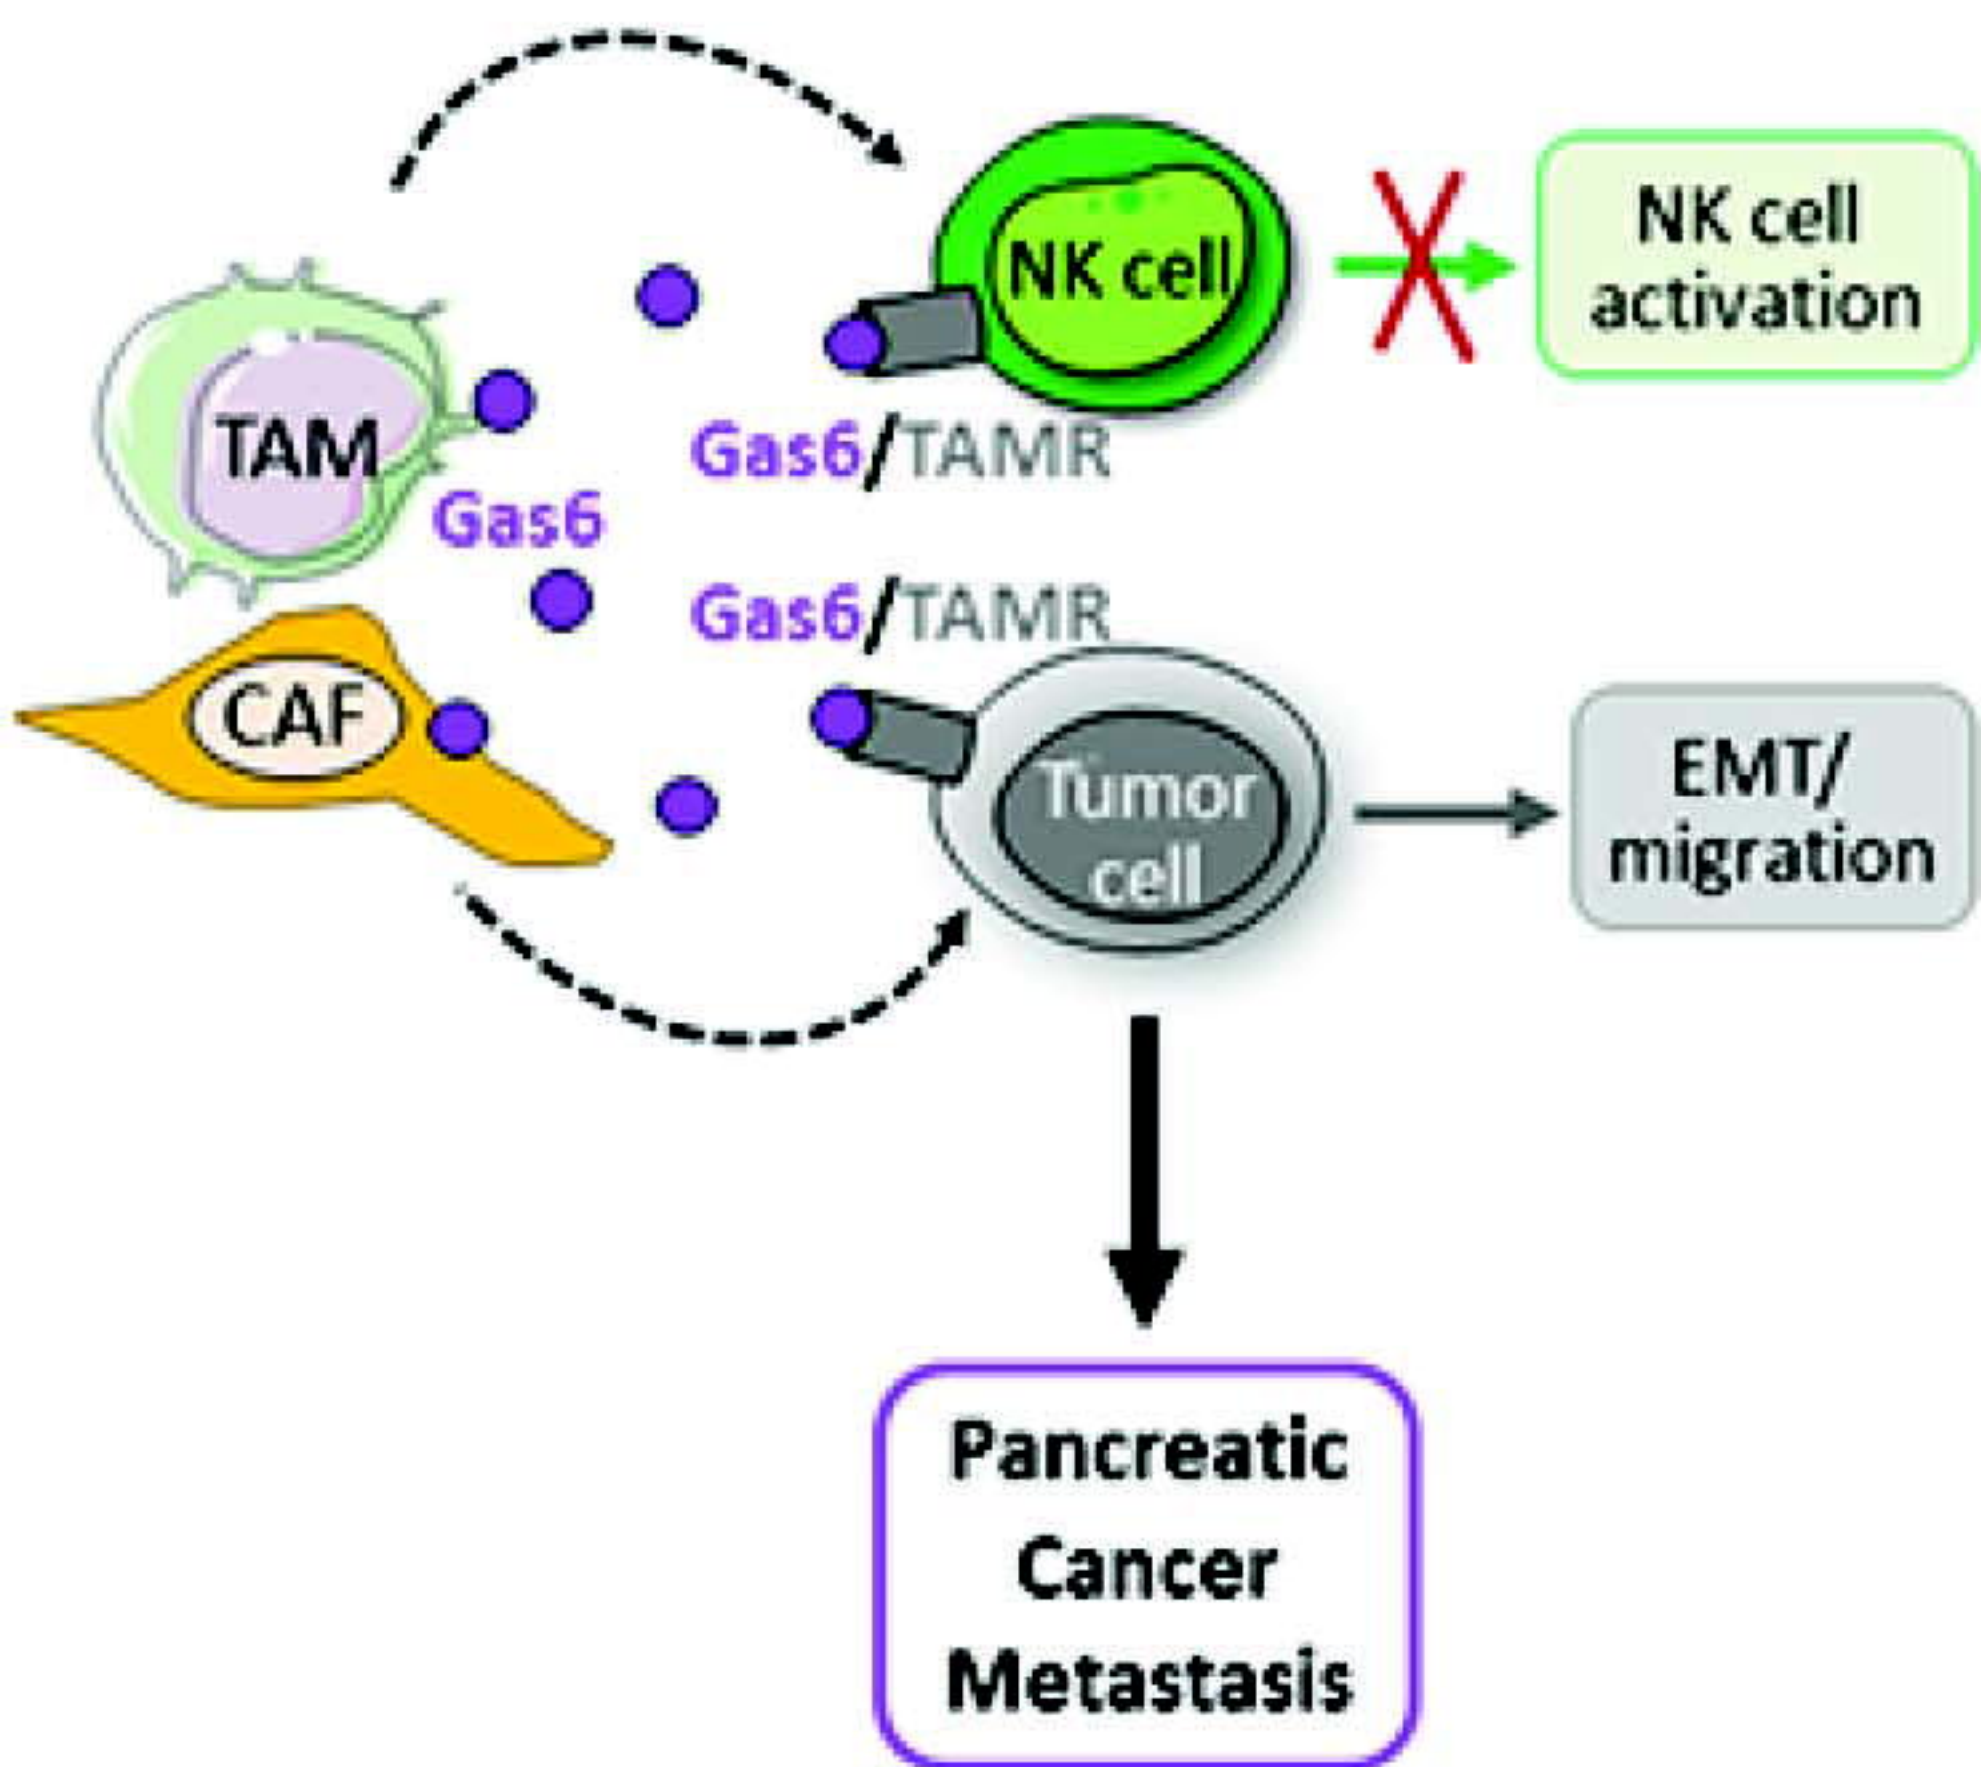 NK cell
NK cell
activation
TAM
Gas6/TAMR
Gas6
Gas6/TAMR
CAF
Tumor
cell
EMT/
migration
Pancreatic
Cancer
Metastasis